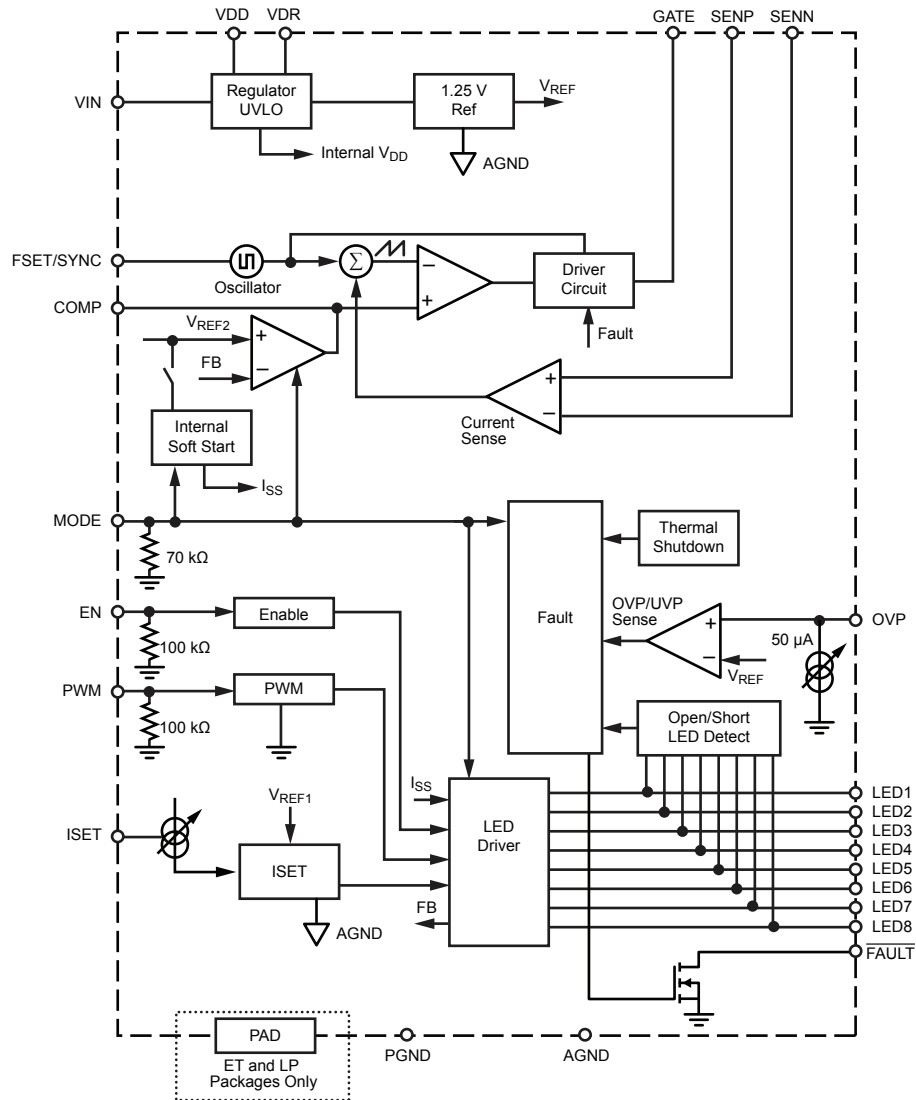 VDD
VDR
GATE
SENP
SENN
VIN
Regulator
UVLO
1.25 V
Ref
VREF
Internal VDD
AGND
FSET/SYNC
Oscillator
Σ
−
+
Driver
Circuit
COMP
Fault
VREF2
+
FB
−
+
−
Current
Sense
Internal
Soft Start
ISS
MODE
70 kΩ
Thermal
Shutdown
Fault
EN
Enable
100 kΩ
OVP/UVP
Sense
+
−
VREF
50 µA
OVP
PWM
PWM
100 kΩ
Open/Short
LED Detect
ISS
VREF1
LED
Driver
ISET
ISET
FB
AGND
LED1
LED2
LED3
LED4
LED5
LED6
LED7
LED8
FAULT
PAD
ET and LP
Packages Only
PGND
AGND